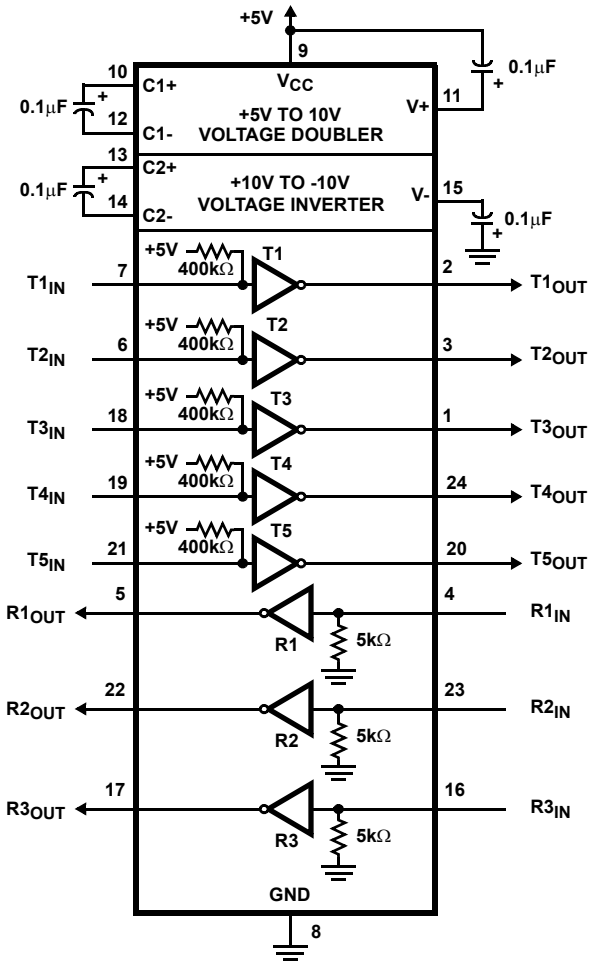 +5V
9
VCC
10
C1+
0.1μF
+
12
C1-
+5V TO 10V
VOLTAGE DOUBLER
V+
11
0.1μF
+
13
C2+
0.1μF
+
14
C2-
+10V TO -10V
VOLTAGE INVERTER
V-
15
0.1μF
+
T1IN
7
+5V
400kΩ
T1
2
T1OUT
T2IN
6
+5V
400kΩ
T2
3
T2OUT
T3IN
18
+5V
400kΩ
T3
1
T3OUT
T4IN
19
+5V
400kΩ
T4
24
T4OUT
T5IN
21
+5V
400kΩ
T5
20
T5OUT
R1OUT
5
R1
5kΩ
4
R1IN
R2OUT
22
R2
5kΩ
23
R2IN
R3OUT
17
R3
5kΩ
16
R3IN
GND
8